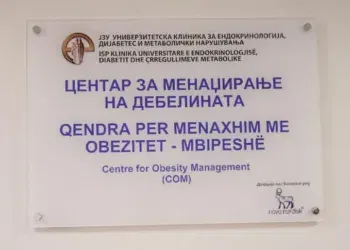 ЈЗУ УНИВЕРЗИТЕТСКА КЛИНИКА ЗА ЕНДОКРИНОЛОГИЈА,
ДИЈАБЕТЕС И МЕТАБОЛИЧКИ НАРУШУВАЊА
ISP KLINIKA UNIVERSITARE E ENDOKRINOLOGJISË,
DIABETIT DHE ÇRREGULLIMEVE METABOLIKE
ЦЕНТАР ЗА МЕНАЏИРАЊЕ
НА ДЕБЕЛИНАТА
QENDRA PER MENAXHIM ME
OBEZITET - MBIPESHË
Centre for Obesity Management
(COM)
novo nordisk